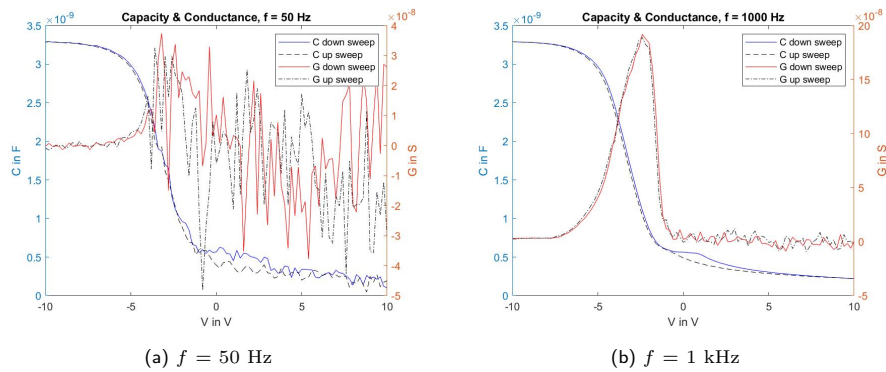 ×10⁻⁹
Capacity & Conductance, f = 50 Hz
×10⁻⁸
3.5
3
2.5
2
1.5
1
0.5
0
C in F
4
3
2
1
0
-1
-2
-3
-4
-5
G in S
C down sweep
C up sweep
G down sweep
G up sweep
-10
-5
0
5
10
V in V
(a) f = 50 Hz
×10⁻⁹
Capacity & Conductance, f = 1000 Hz
×10⁻⁸
3.5
3
2.5
2
1.5
1
0.5
0
C in F
20
15
10
5
0
-5
G in S
C down sweep
C up sweep
G down sweep
G up sweep
-10
-5
0
5
10
V in V
(b) f = 1 kHz